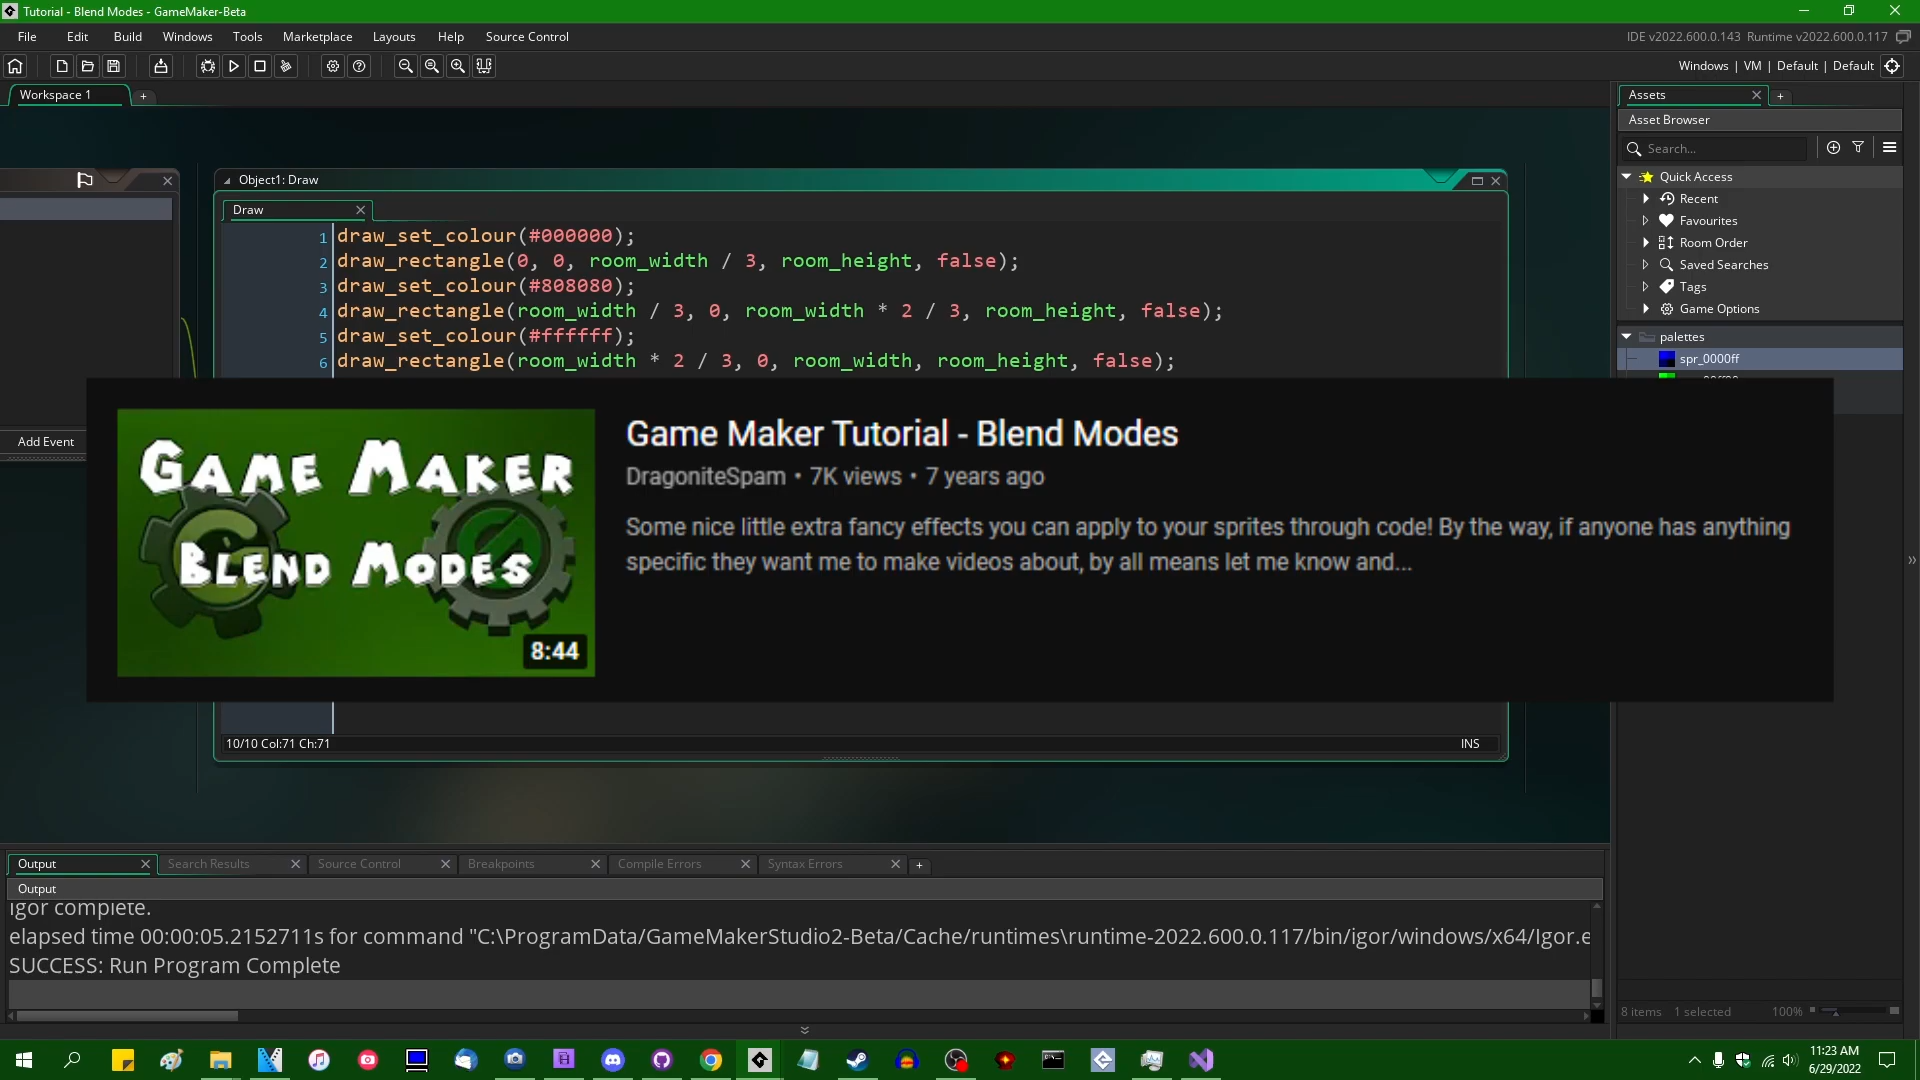 Tutorial - Blend Modes - GameMaker-Beta
File Edit Build Windows Tools Marketplace Layouts Help Source Control
IDE v2022.600.0.143 Runtime v2022.600.0.117
Windows | VM | Default | Default
Workspace 1
Assets
Asset Browser
Search...
Quick Access
Recent
Favourites
Room Order
Saved Searches
Tags
Game Options
palettes
spr_0000ff
Object1: Draw
Draw
1 draw_set_colour(#000000);
2 draw_rectangle(0, 0, room_width / 3, room_height, false);
3 draw_set_colour(#808080);
4 draw_rectangle(room_width / 3, 0, room_width * 2 / 3, room_height, false);
5 draw_set_colour(#ffffff);
6 draw_rectangle(room_width * 2 / 3, 0, room_width, room_height, false);
Add Event
GAME MAKER
BLEND MODES
8:44
Game Maker Tutorial - Blend Modes
DragoniteSpam • 7K views • 7 years ago
Some nice little extra fancy effects you can apply to your sprites through code! By the way, if anyone has anything
specific they want me to make videos about, by all means let me know and...
10/10 Col:71 Ch:71
INS
Output Search Results Source Control Breakpoints Compile Errors Syntax Errors
Output
Igor complete.
elapsed time 00:00:05.2152711s for command "C:\ProgramData/GameMakerStudio2-Beta/Cache/runtimes\runtime-2022.600.0.117/bin/igor/windows/x64/Igor.e
SUCCESS: Run Program Complete
8 items 1 selected 100%
11:23 AM
6/29/2022